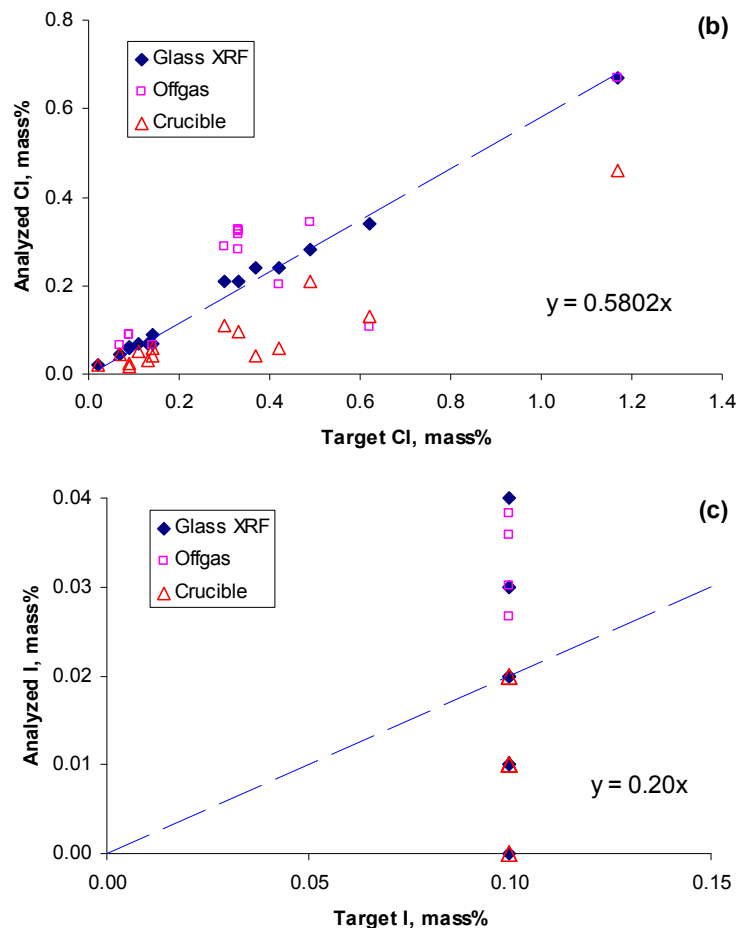 (b)
0.8
0.6
0.4
0.2
0.0
Analyzed Cl, mass%
Glass XRF
Offgas
Crucible
y = 0.5802x
0.0 0.2 0.4 0.6 0.8 1.0 1.2 1.4
Target Cl, mass%
(c)
0.04
0.03
0.02
0.01
0.00
Analyzed I, mass%
Glass XRF
Offgas
Crucible
y = 0.20x
0.00 0.05 0.10 0.15
Target I, mass%